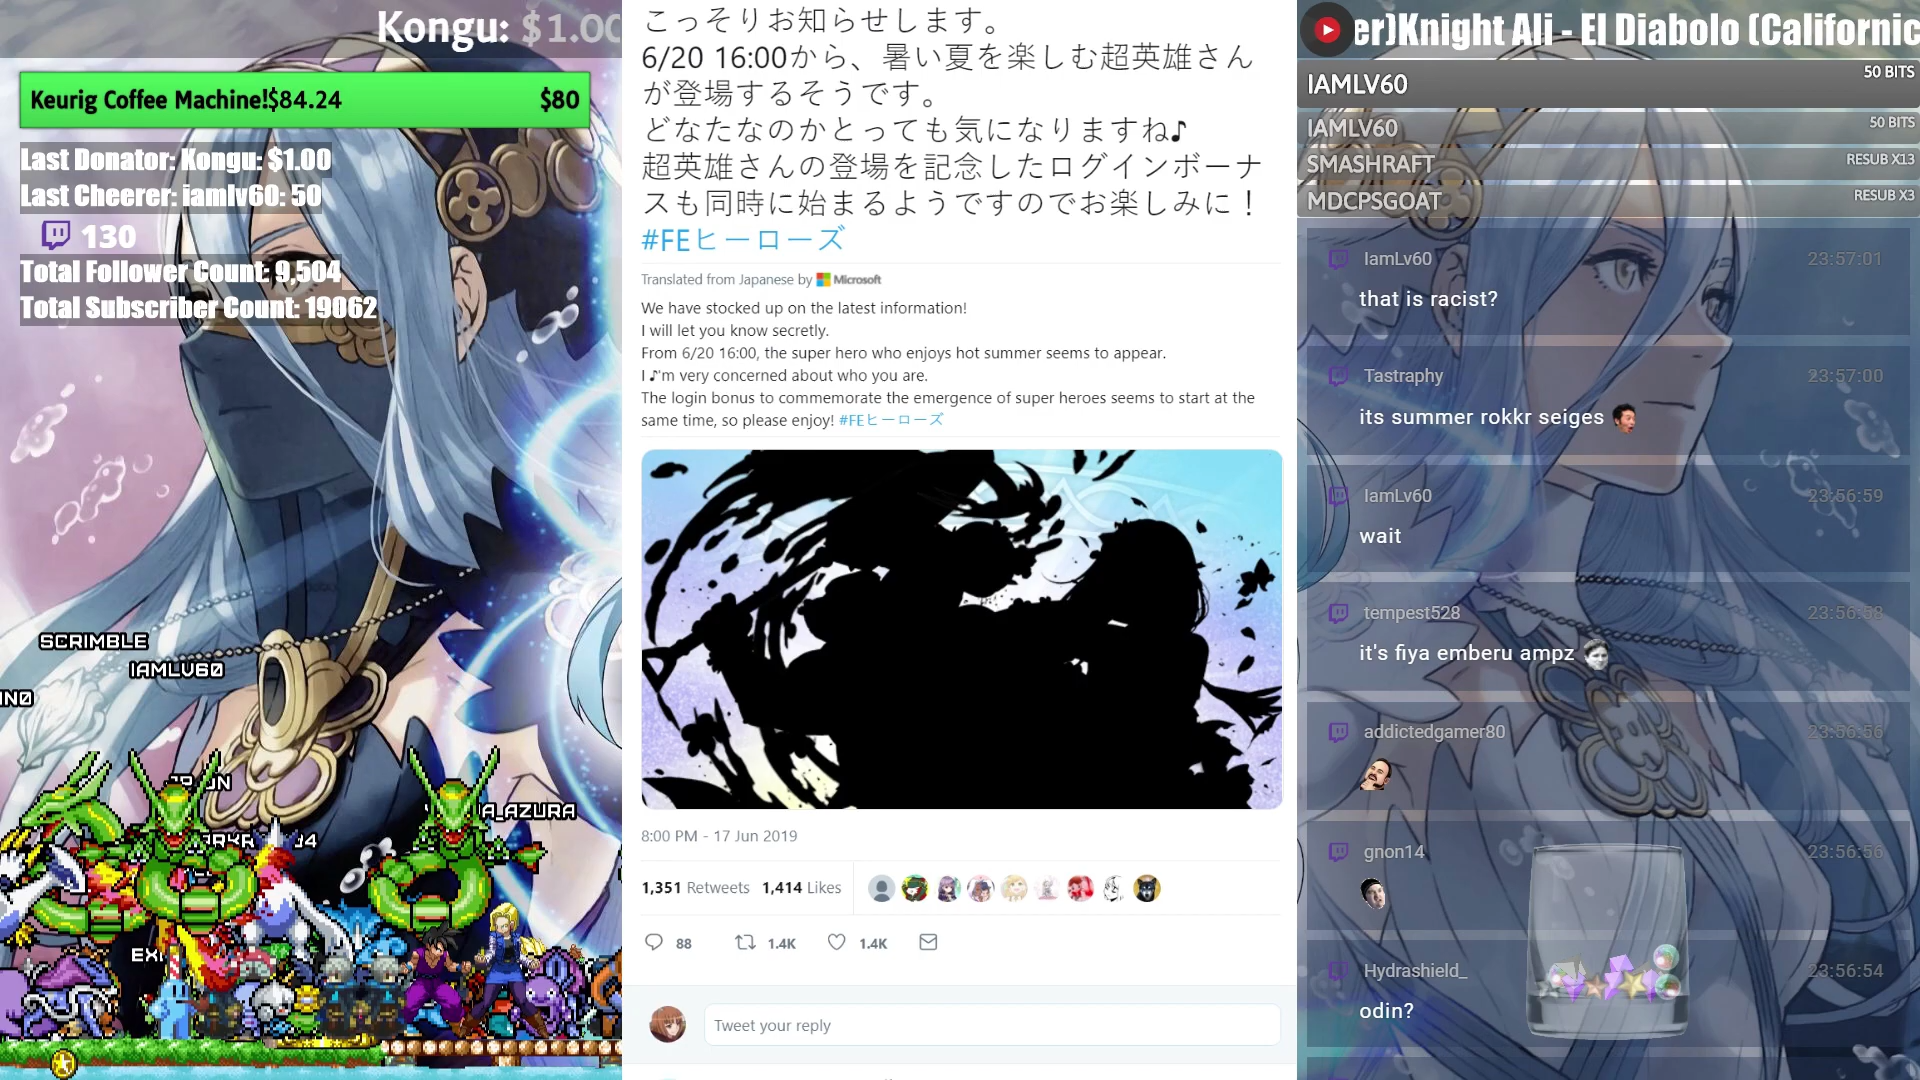 Kongu: $1.00
Keurig Coffee Machine!$84.24 $80
Last Donator: Kongu: $1.00
Last Cheerer: iamlv60: 50
130
Total Follower Count: 9,504
Total Subscriber Count: 19062
SCRIMBLE
IAMLV60
A_AZURA
こっそりお知らせします。
6/20 16:00から、暑い夏を楽しむ超英雄さん
が登場するそうです。
どなたなのかとっても気になりますね♪
超英雄さんの登場を記念したログインボーナ
スも同時に始まるようですのでお楽しみに！
#FEヒーローズ
Translated from Japanese by Microsoft
We have stocked up on the latest information!
I will let you know secretly.
From 6/20 16:00, the super hero who enjoys hot summer seems to appear.
I ♪'m very concerned about who you are.
The login bonus to commemorate the emergence of super heroes seems to start at the
same time, so please enjoy! #FEヒーローズ
8:00 PM - 17 Jun 2019
1,351 Retweets 1,414 Likes
88 1.4K 1.4K
Tweet your reply
er)Knight Ali - El Diabolo (Californic
IAMLV60 50 BITS
IAMLV60 50 BITS
SMASHRAFT RESUB X13
MDCPSGOAT RESUB X3
IamLv60 23:57:01
that is racist?
Tastraphy 23:57:00
its summer rokkr seiges
IamLv60 23:56:59
wait
tempest528 23:56:58
it's fiya emberu ampz
addictedgamer80 23:56:56
gnon14 23:56:56
Hydrashield_ 23:56:54
odin?